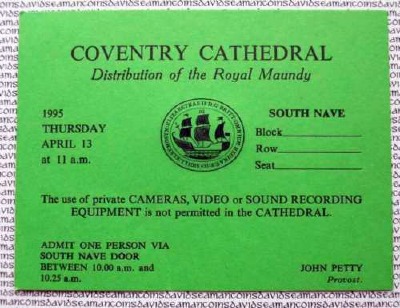 COVENTRY CATHEDRAL
Distribution of the Royal Maundy
1995
THURSDAY
APRIL 13
at 11 a.m.
SOUTH NAVE
Block
Row
Seat
The use of private CAMERAS, VIDEO or SOUND RECORDING
EQUIPMENT is not permitted in the CATHEDRAL.
ADMIT ONE PERSON VIA
SOUTH NAVE DOOR
BETWEEN 10.00 a.m. and
10.25 a.m.
JOHN PETTY
Provost.